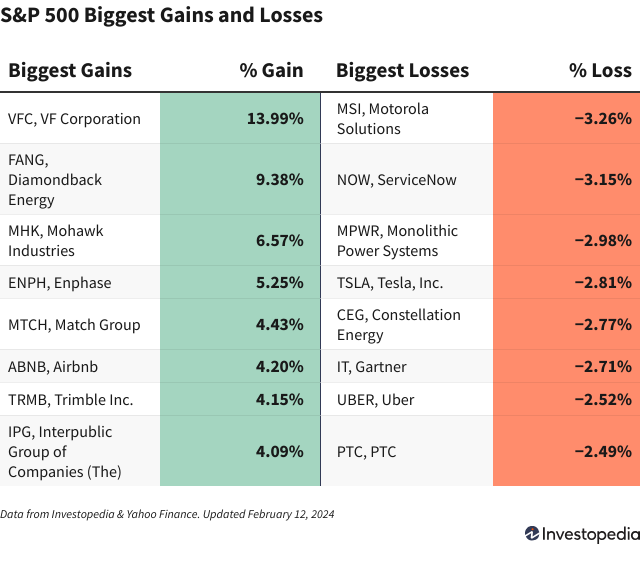 S&P 500 Biggest Gains and Losses
Biggest Gains % Gain Biggest Losses % Loss
VFC, VF Corporation 13.99% MSI, Motorola Solutions −3.26%
FANG, Diamondback Energy 9.38% NOW, ServiceNow −3.15%
MHK, Mohawk Industries 6.57% MPWR, Monolithic Power Systems −2.98%
ENPH, Enphase 5.25% TSLA, Tesla, Inc. −2.81%
MTCH, Match Group 4.43% CEG, Constellation Energy −2.77%
ABNB, Airbnb 4.20% IT, Gartner −2.71%
TRMB, Trimble Inc. 4.15% UBER, Uber −2.52%
IPG, Interpublic Group of Companies (The) 4.09% PTC, PTC −2.49%
Data from Investopedia & Yahoo Finance. Updated February 12, 2024
Investopedia